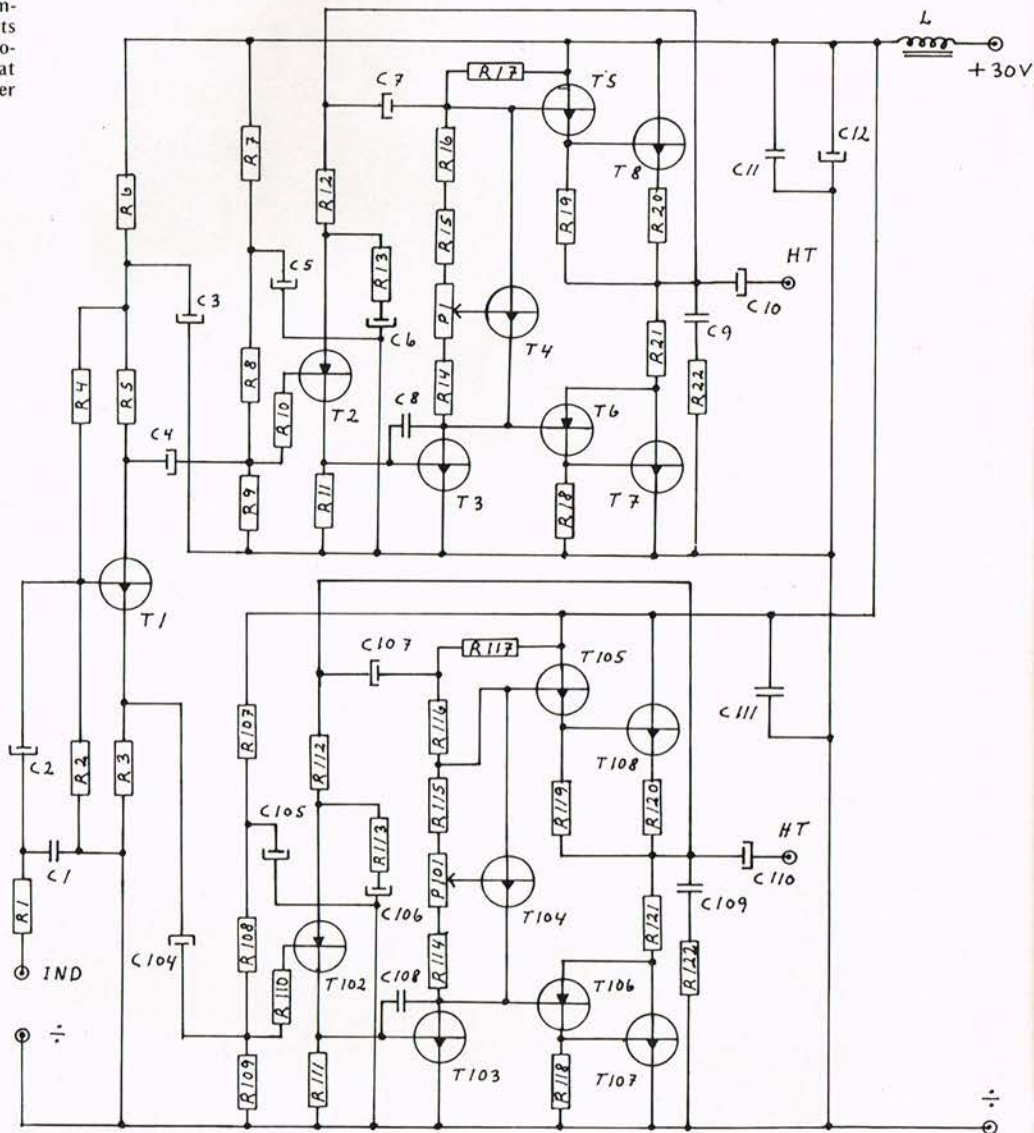 m-
ts
o-
at
er
L
+30V
C7
R17
T5
R7
R16
T8
C11
C12
R6
R12
R15
R19
R20
C5
R13
HT
C3
P1
C10
C6
T4
C9
R4
R5
R8
R10
R14
R21
T2
C8
T6
R22
C4
R9
R11
T3
R18
T7
T1
C107
R117
T105
R107
R116
C111
T108
C2
R2
R3
R112
R115
R119
R120
C105
R113
HT
C1
P101
C110
C106
T104
C109
R1
R108
R121
C104
R114
R122
IND
R110
T102
C108
T106
÷
R109
R111
T103
R118
T107
÷